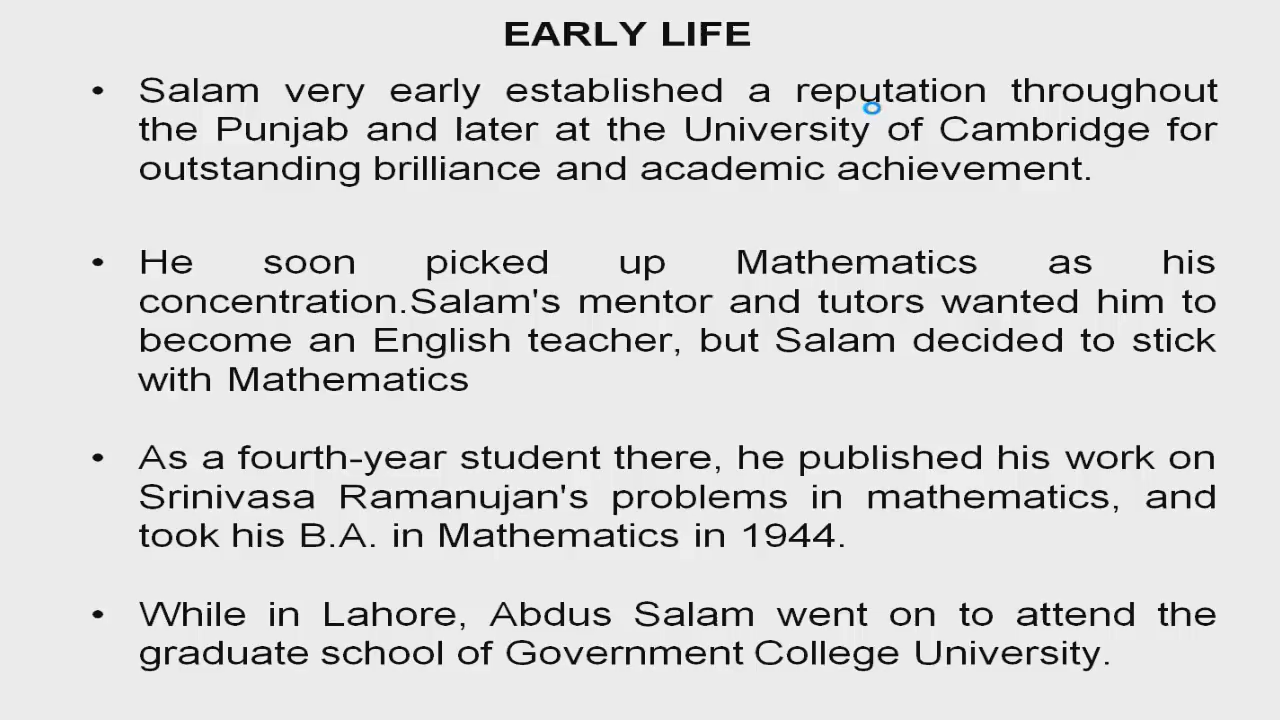 EARLY LIFE
• Salam very early established a reputation throughout
the Punjab and later at the University of Cambridge for
outstanding brilliance and academic achievement.
• He soon picked up Mathematics as his
concentration.Salam's mentor and tutors wanted him to
become an English teacher, but Salam decided to stick
with Mathematics
• As a fourth-year student there, he published his work on
Srinivasa Ramanujan's problems in mathematics, and
took his B.A. in Mathematics in 1944.
• While in Lahore, Abdus Salam went on to attend the
graduate school of Government College University.